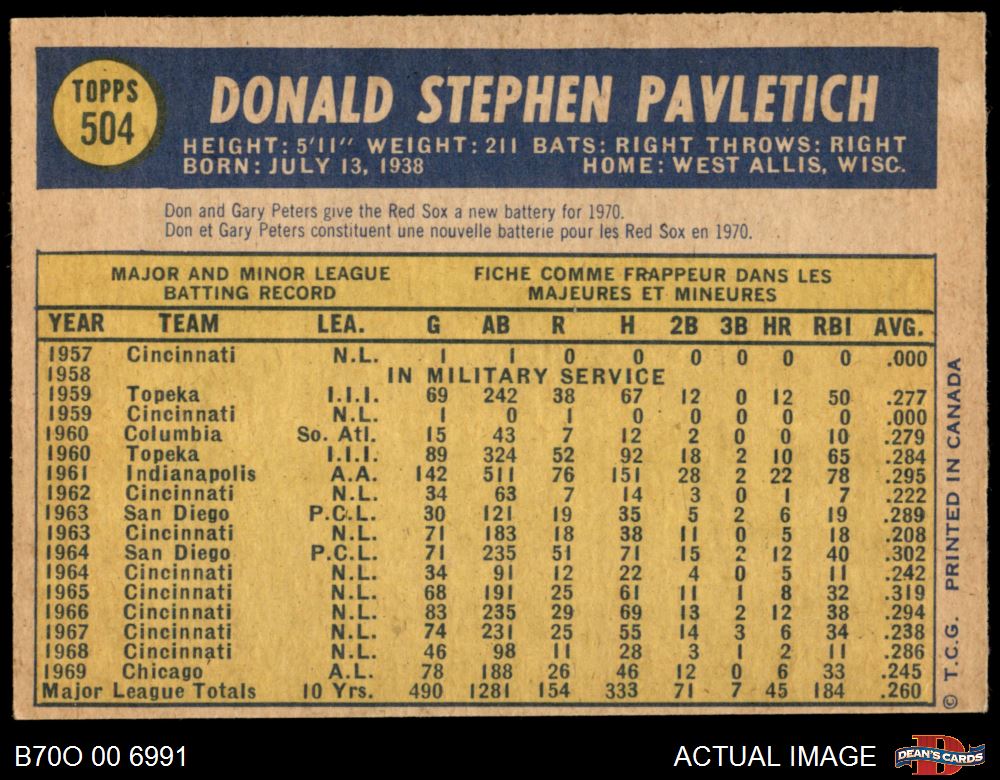 TOPPS
504
DONALD STEPHEN PAVLETICH
HEIGHT: 5'11" WEIGHT: 211 BATS: RIGHT THROWS: RIGHT
BORN: JULY 13, 1938 HOME: WEST ALLIS, WISC.
Don and Gary Peters give the Red Sox a new battery for 1970.
Don et Gary Peters constituent une nouvelle batterie pour les Red Sox en 1970.
MAJOR AND MINOR LEAGUE BATTING RECORD
FICHE COMME FRAPPEUR DANS LES MAJEURES ET MINEURES
YEAR TEAM LEA. G AB R H 2B 3B HR RBI AVG.
1957 Cincinnati N.L. 1 1 0 0 0 0 0 0 .000
1958 IN MILITARY SERVICE
1959 Topeka I.I.I. 69 242 38 67 12 0 12 50 .277
1959 Cincinnati N.L. 1 0 1 0 0 0 0 0 .000
1960 Columbia So. Atl. 15 43 7 12 2 0 0 10 .279
1960 Topeka I.I.I. 89 324 52 92 18 2 10 65 .284
1961 Indianapolis A.A. 142 511 76 151 28 2 22 78 .295
1962 Cincinnati N.L. 34 63 7 14 3 0 1 7 .222
1963 San Diego P.C.L. 30 121 19 35 5 2 6 19 .289
1963 Cincinnati N.L. 71 183 18 38 11 0 5 18 .208
1964 San Diego P.C.L. 71 235 51 71 15 2 12 40 .302
1964 Cincinnati N.L. 34 91 12 22 4 0 5 11 .242
1965 Cincinnati N.L. 68 191 25 61 11 1 8 32 .319
1966 Cincinnati N.L. 83 235 29 69 13 2 12 38 .294
1967 Cincinnati N.L. 74 231 25 55 14 3 6 34 .238
1968 Cincinnati N.L. 46 98 11 28 3 1 2 11 .286
1969 Chicago A.L. 78 188 26 46 12 0 6 33 .245
Major League Totals 10 Yrs. 490 1281 154 333 71 7 45 184 .260
© T.C.G. PRINTED IN CANADA
B70O 00 6991
ACTUAL IMAGE
DEAN'S CARDS